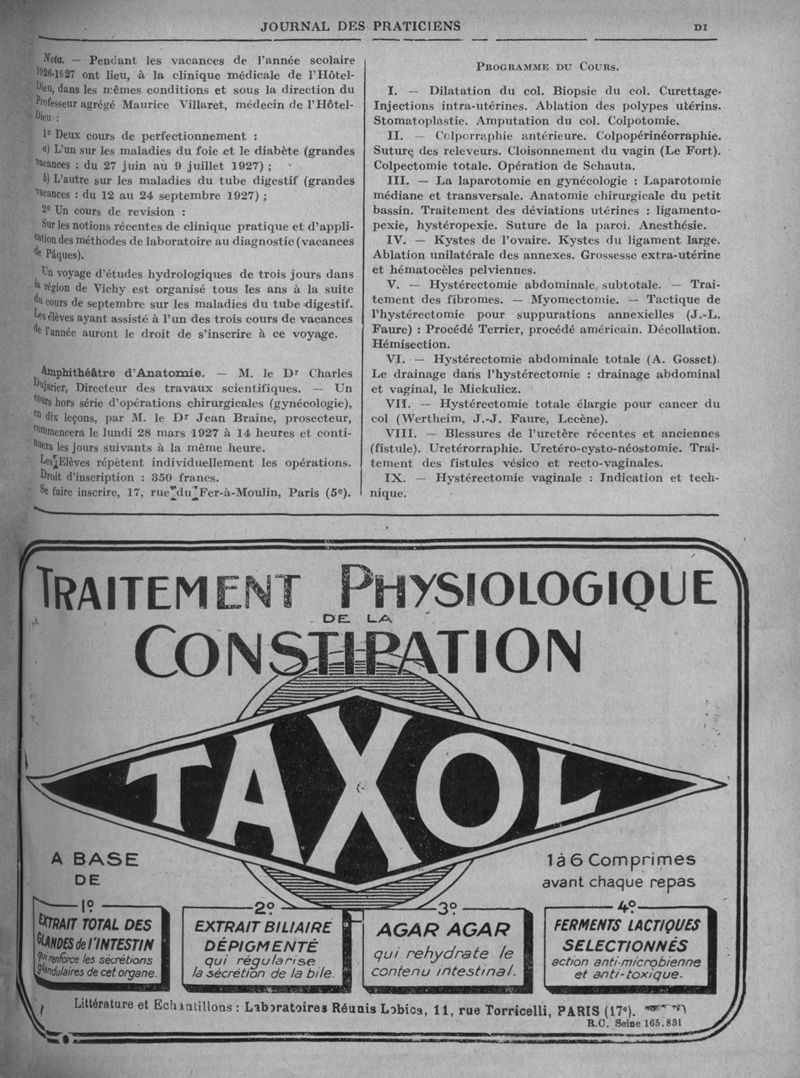 JOURNAL DES PRATICIENS DI
Nota. — Pendant les vacances de l'année scolaire
1926-1927 ont lieu, à la clinique médicale de l'Hôtel-
Dieu, dans les mêmes conditions et sous la direction du
Professeur agrégé Maurice Villaret, médecin de l'Hôtel-
Dieu :
1° Deux cours de perfectionnement :
a) L'un sur les maladies du foie et le diabète (grandes
vacances : du 27 juin au 9 juillet 1927) ;
b) L'autre sur les maladies du tube digestif (grandes
vacances : du 12 au 24 septembre 1927) ;
2° Un cours de revision :
Sur les notions récentes de clinique pratique et d'appli-
cation des méthodes de laboratoire au diagnostic (vacances
de Pâques).
Un voyage d'études hydrologiques de trois jours dans
la région de Vichy est organisé tous les ans à la suite
du cours de septembre sur les maladies du tube digestif.
Les élèves ayant assisté à l'un des trois cours de vacances
de l'année auront le droit de s'inscrire à ce voyage.
Amphithéâtre d'Anatomie. — M. le Dr Charles
Dujarier, Directeur des travaux scientifiques. — Un
cours hors série d'opérations chirurgicales (gynécologie),
en dix leçons, par M. le Dr Jean Braine, prosecteur,
commencera le lundi 28 mars 1927 à 14 heures et conti-
nuera les jours suivants à la même heure.
Les Elèves répètent individuellement les opérations.
Droit d'inscription : 350 francs.
Se faire inscrire, 17, rue du Fer-à-Moulin, Paris (5e).
PROGRAMME DU COURS.
I. — Dilatation du col. Biopsie du col. Curettage.
Injections intra-utérines. Ablation des polypes utérins.
Stomatoplastie. Amputation du col. Colpotomie.
II. — Colporraphie antérieure. Colpopérinéorraphie.
Suture des releveurs. Cloisonnement du vagin (Le Fort).
Colpectomie totale. Opération de Schauta.
III. — La laparotomie en gynécologie : Laparotomie
médiane et transversale. Anatomie chirurgicale du petit
bassin. Traitement des déviations utérines : ligamento-
pexie, hystéropexie. Suture de la paroi. Anesthésie.
IV. — Kystes de l'ovaire. Kystes du ligament large.
Ablation unilatérale des annexes. Grossesse extra-utérine
et hématocèles pelviennes.
V. — Hystérectomie abdominale subtotale. — Trai-
tement des fibromes. — Myomectomie. — Tactique de
l'hystérectomie pour suppurations annexielles (J.-L.
Faure) : Procédé Terrier, procédé américain. Décollation.
Hémisection.
VI. — Hystérectomie abdominale totale (A. Gosset)
Le drainage dans l'hystérectomie : drainage abdominal
et vaginal, le Mickulicz.
VII. — Hystérectomie totale élargie pour cancer du
col (Wertheim, J.-J. Faure, Lecène).
VIII. — Blessures de l'uretère récentes et anciennes
(fistule). Uretérorraphie. Uretéro-cysto-néostomie. Trai-
tement des fistules vésico et recto-vaginales.
IX. — Hystérectomie vaginale : Indication et tech-
nique.
TRAITEMENT PHYSIOLOGIQUE
DE LA
CONSTIPATION
TAXOL
A BASE
DE
1 à 6 Comprimés
avant chaque repas
1°
EXTRAIT TOTAL DES
GLANDES de l'INTESTIN
qui renforce les sécrétions
glandulaires de cet organe.
2°
EXTRAIT BILIAIRE
DÉPIGMENTÉ
qui régularise
la sécrétion de la bile.
3°
AGAR AGAR
qui rehydrate le
contenu intestinal.
4°
FERMENTS LACTIQUES
SELECTIONNÉS
action anti-microbienne
et anti-toxique.
Littérature et Echantillons : Laboratoires Réunis Lobica, 11, rue Torricelli, PARIS (17e).
R.C. Seine 165.831